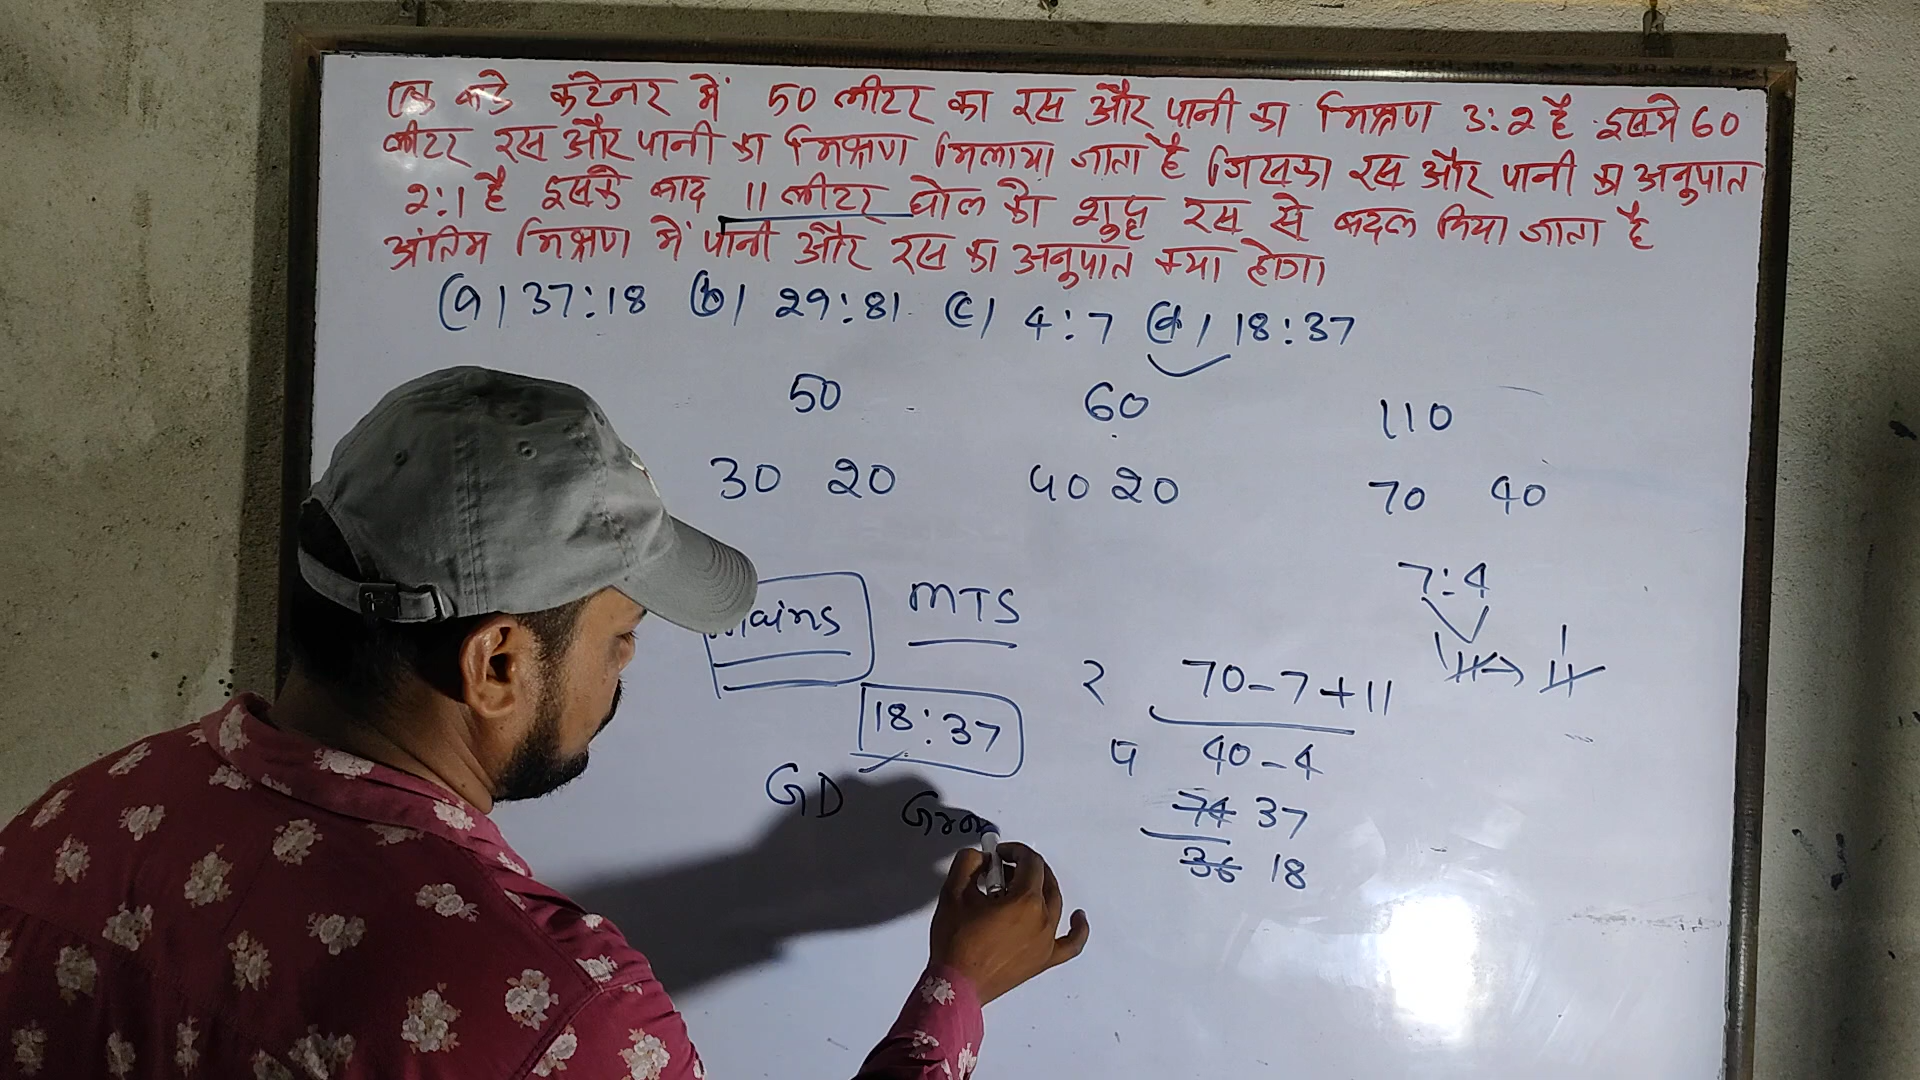 एक बडे कंटेनर में 50 लीटर का रस और पानी का मिश्रण 3:2 है इसमे 60
लीटर रस और पानी का मिश्रण मिलाया जाता है जिसका रस और पानी का अनुपात
2:1 है इसके बाद 11 लीटर घोल को शुद्ध रस से बदल दिया जाता है
अंतिम मिश्रण में पानी और रस का अनुपात क्या होगा
(a) 37:18 (b) 29:81 (c) 4:7 (d) 18:37
50 60 110
30 20 40 20 70 40
7:4
Mains MTS
11 11
र 70-7+11
18:37
प 40-4
GD
74 37
36 18